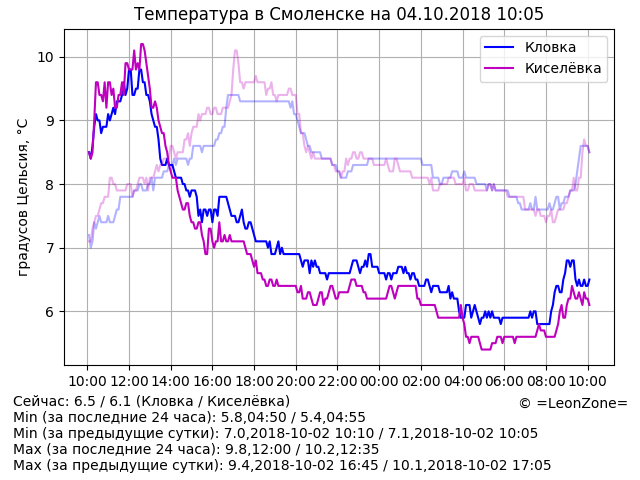 Температура в Смоленске на 04.10.2018 10:05
Кловка
Киселёвка
градусов Цельсия, °C
10
9
8
7
6
10:00 12:00 14:00 16:00 18:00 20:00 22:00 00:00 02:00 04:00 06:00 08:00 10:00
Сейчас: 6.5 / 6.1 (Кловка / Киселёвка)
© =LeonZone=
Min (за последние 24 часа): 5.8,04:50 / 5.4,04:55
Min (за предыдущие сутки): 7.0,2018-10-02 10:10 / 7.1,2018-10-02 10:05
Max (за последние 24 часа): 9.8,12:00 / 10.2,12:35
Max (за предыдущие сутки): 9.4,2018-10-02 16:45 / 10.1,2018-10-02 17:05